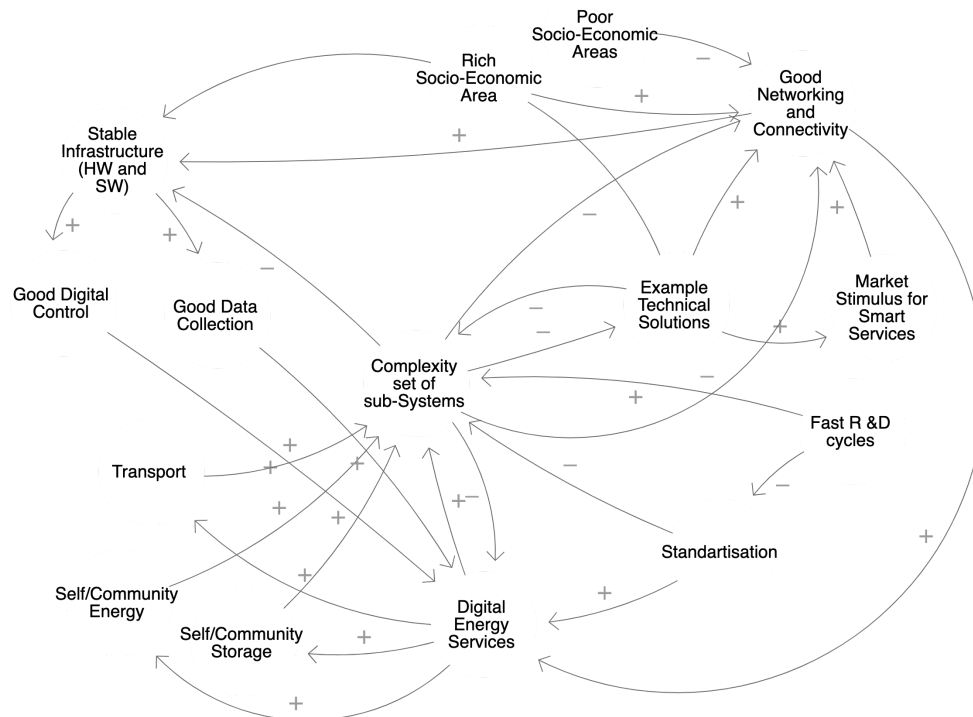 Poor
Socio-Economic
Areas
Rich
Socio-Economic
Area
Good
Networking
and
Connectivity
Stable
Infrastructure
(HW and
SW)
Good Digital
Control
Good Data
Collection
Example
Technical
Solutions
Market
Stimulus for
Smart
Services
Complexity
set of
sub-Systems
Fast R &D
cycles
Transport
Standartisation
Self/Community
Energy
Self/Community
Storage
Digital
Energy
Services